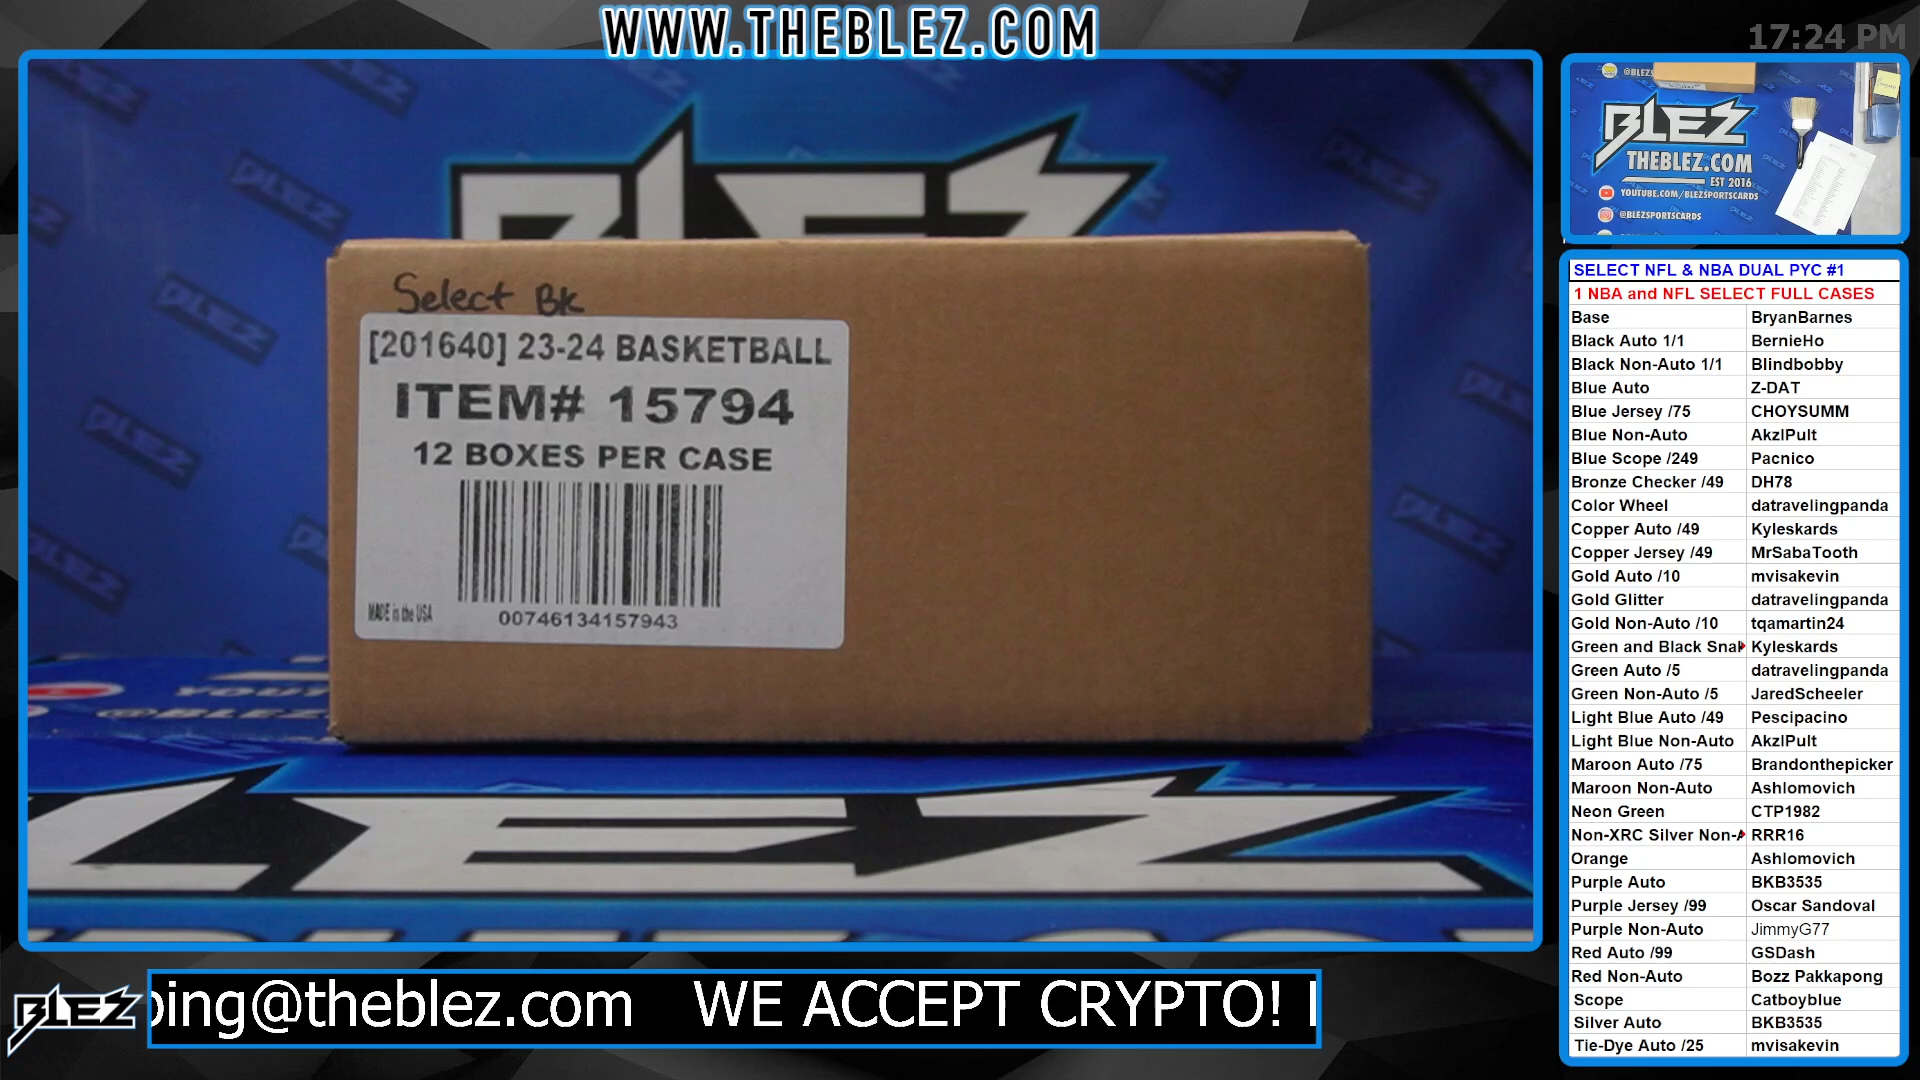 WWW.THEBLEZ.COM
17:24 PM
BLEZ
Select BK
[201640] 23-24 BASKETBALL
ITEM# 15794
12 BOXES PER CASE
MADE in the USA
00746134157943
BLEZ
THEBLEZ.COM
EST 2016
YOUTUBE.COM/BLEZSPORTSCARDS
@BLEZSPORTSCARDS
SELECT NFL & NBA DUAL PYC #1
1 NBA and NFL SELECT FULL CASES
Base BryanBarnes
Black Auto 1/1 BernieHo
Black Non-Auto 1/1 Blindbobby
Blue Auto Z-DAT
Blue Jersey /75 CHOYSUMM
Blue Non-Auto AkzlPult
Blue Scope /249 Pacnico
Bronze Checker /49 DH78
Color Wheel datravelingpanda
Copper Auto /49 Kyleskards
Copper Jersey /49 MrSabaTooth
Gold Auto /10 mvisakevin
Gold Glitter datravelingpanda
Gold Non-Auto /10 tqamartin24
Green and Black Snak Kyleskards
Green Auto /5 datravelingpanda
Green Non-Auto /5 JaredScheeler
Light Blue Auto /49 Pescipacino
Light Blue Non-Auto AkzlPult
Maroon Auto /75 Brandonthepicker
Maroon Non-Auto Ashlomovich
Neon Green CTP1982
Non-XRC Silver Non-A RRR16
Orange Ashlomovich
Purple Auto BKB3535
Purple Jersey /99 Oscar Sandoval
Purple Non-Auto JimmyG77
Red Auto /99 GSDash
Red Non-Auto Bozz Pakkapong
Scope Catboyblue
Silver Auto BKB3535
Tie-Dye Auto /25 mvisakevin
BLEZ
ping@theblez.com WE ACCEPT CRYPTO!